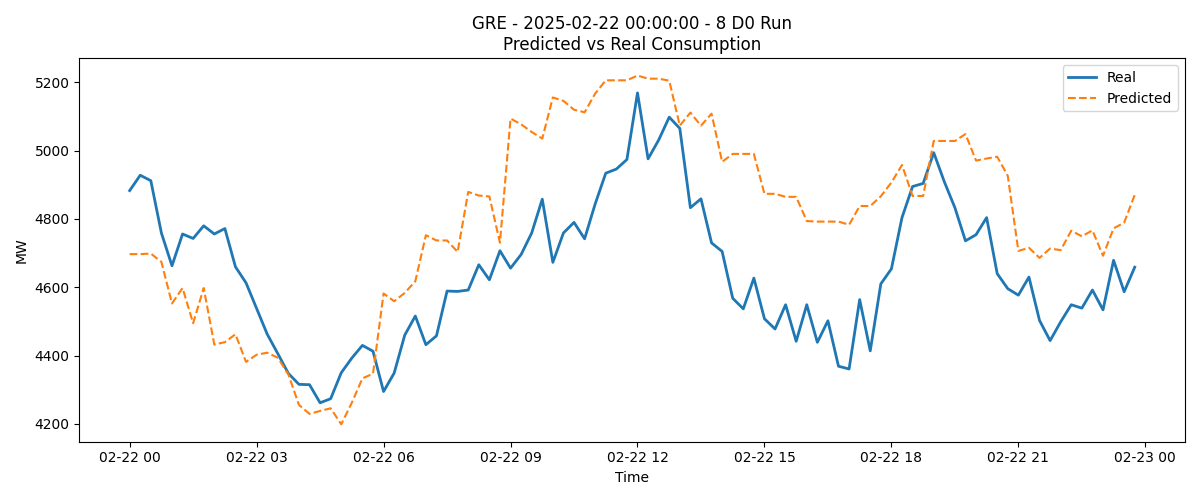 GRE - 2025-02-22 00:00:00 - 8 D0 Run
Predicted vs Real Consumption
Real
Predicted
MW
5200
5000
4800
4600
4400
4200
02-22 00
02-22 03
02-22 06
02-22 09
02-22 12
02-22 15
02-22 18
02-22 21
02-23 00
Time